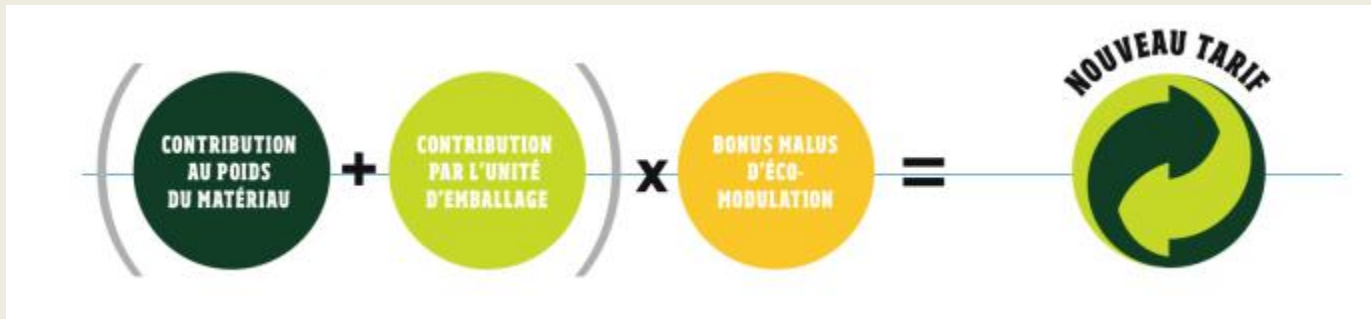 NOUVEAU TARIF
(
CONTRIBUTION
AU POIDS
DU MATÉRIAU
+
CONTRIBUTION
PAR L'UNITÉ
D'EMBALLAGE
)
x
BONUS MALUS
D'ÉCO-
MODULATION
=